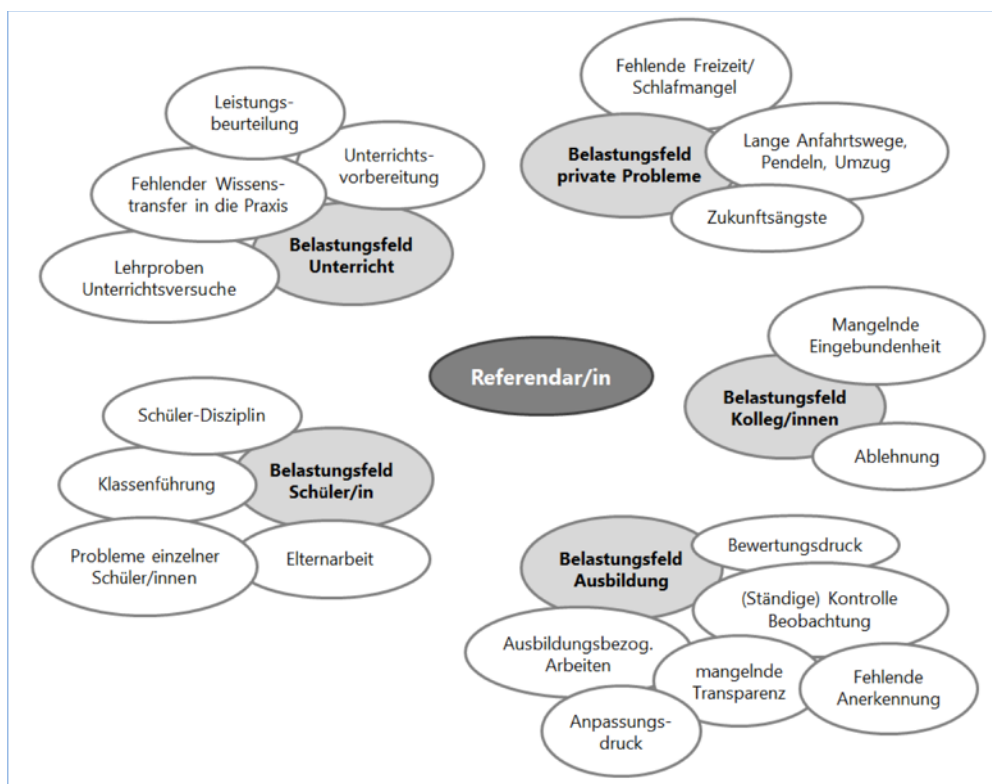 Leistungs-
beurteilung
Unterrichts-
vorbereitung
Fehlender Wissens-
transfer in die Praxis
Belastungsfeld
Unterricht
Lehrproben
Unterrichtsversuche
Fehlende Freizeit/
Schlafmangel
Belastungsfeld
private Probleme
Lange Anfahrtswege,
Pendeln, Umzug
Zukunftsängste
Referendar/in
Mangelnde
Eingebundenheit
Belastungsfeld
Kolleg/innen
Ablehnung
Schüler-Disziplin
Klassenführung
Belastungsfeld
Schüler/in
Probleme einzelner
Schüler/innen
Elternarbeit
Belastungsfeld
Ausbildung
Bewertungsdruck
(Ständige) Kontrolle
Beobachtung
Ausbildungsbezog.
Arbeiten
mangelnde
Transparenz
Fehlende
Anerkennung
Anpassungs-
druck